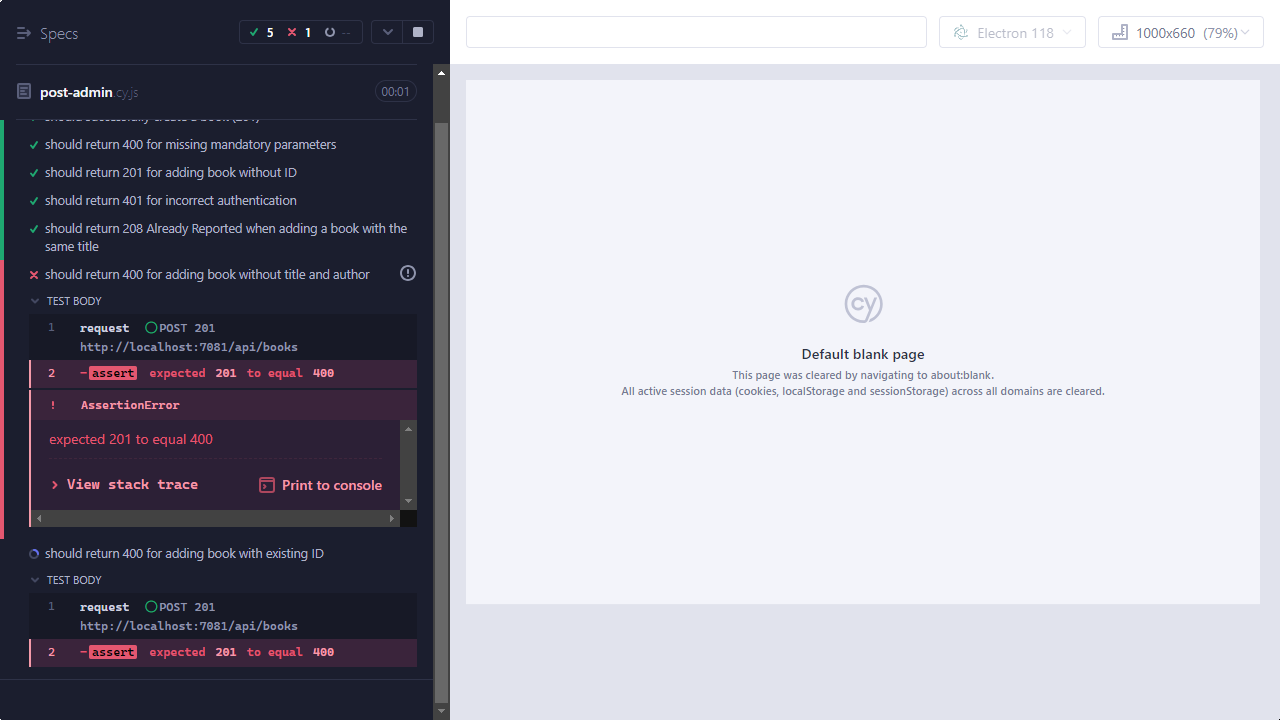 Specs
5 1 --
Electron 118
1000x660 (79%)
post-admin.cy.js
00:01
should return 400 for missing mandatory parameters
should return 201 for adding book without ID
should return 401 for incorrect authentication
should return 208 Already Reported when adding a book with the
same title
should return 400 for adding book without title and author
TEST BODY
1 request POST 201
http://localhost:7081/api/books
2 -assert expected 201 to equal 400
! AssertionError
expected 201 to equal 400
> View stack trace
Print to console
should return 400 for adding book with existing ID
TEST BODY
1 request POST 201
http://localhost:7081/api/books
2 -assert expected 201 to equal 400
cy
Default blank page
This page was cleared by navigating to about:blank.
All active session data (cookies, localStorage and sessionStorage) across all domains are cleared.